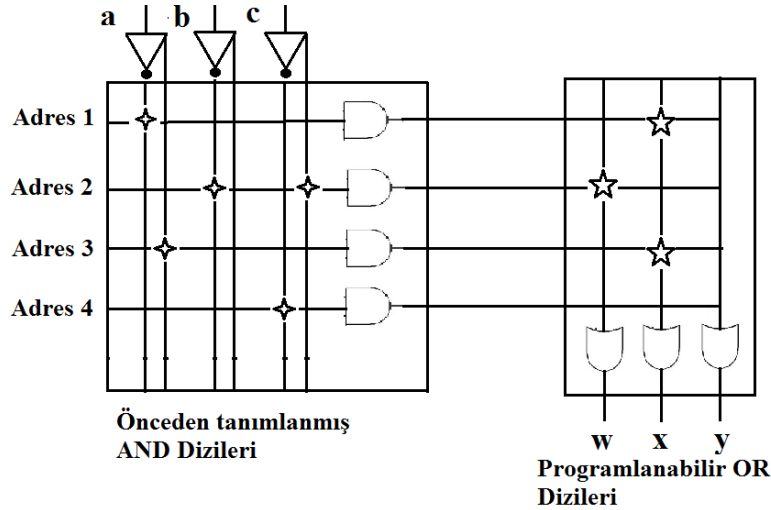 a b c
Adres 1
Adres 2
Adres 3
Adres 4
w x y
Önceden tanımlanmış
AND Dizileri
Programlanabilir OR
Dizileri